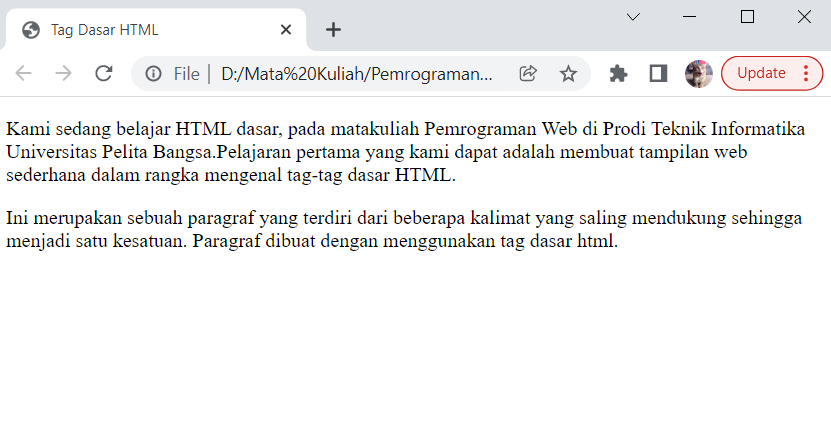 Tag Dasar HTML
File | D:/Mata%20Kuliah/Pemrograman...
Update
Kami sedang belajar HTML dasar, pada matakuliah Pemrograman Web di Prodi Teknik Informatika
Universitas Pelita Bangsa.Pelajaran pertama yang kami dapat adalah membuat tampilan web
sederhana dalam rangka mengenal tag-tag dasar HTML.
Ini merupakan sebuah paragraf yang terdiri dari beberapa kalimat yang saling mendukung sehingga
menjadi satu kesatuan. Paragraf dibuat dengan menggunakan tag dasar html.